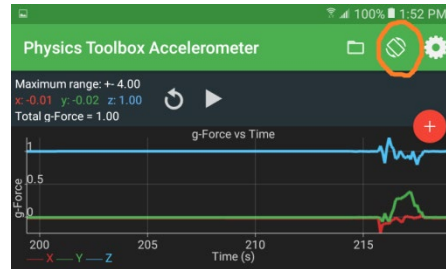 100% 1:52 PM
Physics Toolbox Accelerometer
Maximum range: +- 4.00
x: -0.01 y: -0.02 z: 1.00
Total g-Force = 1.00
+
g-Force vs Time
g-Force
1
0.5
0
200 205 210 215
X Y Z Time (s)